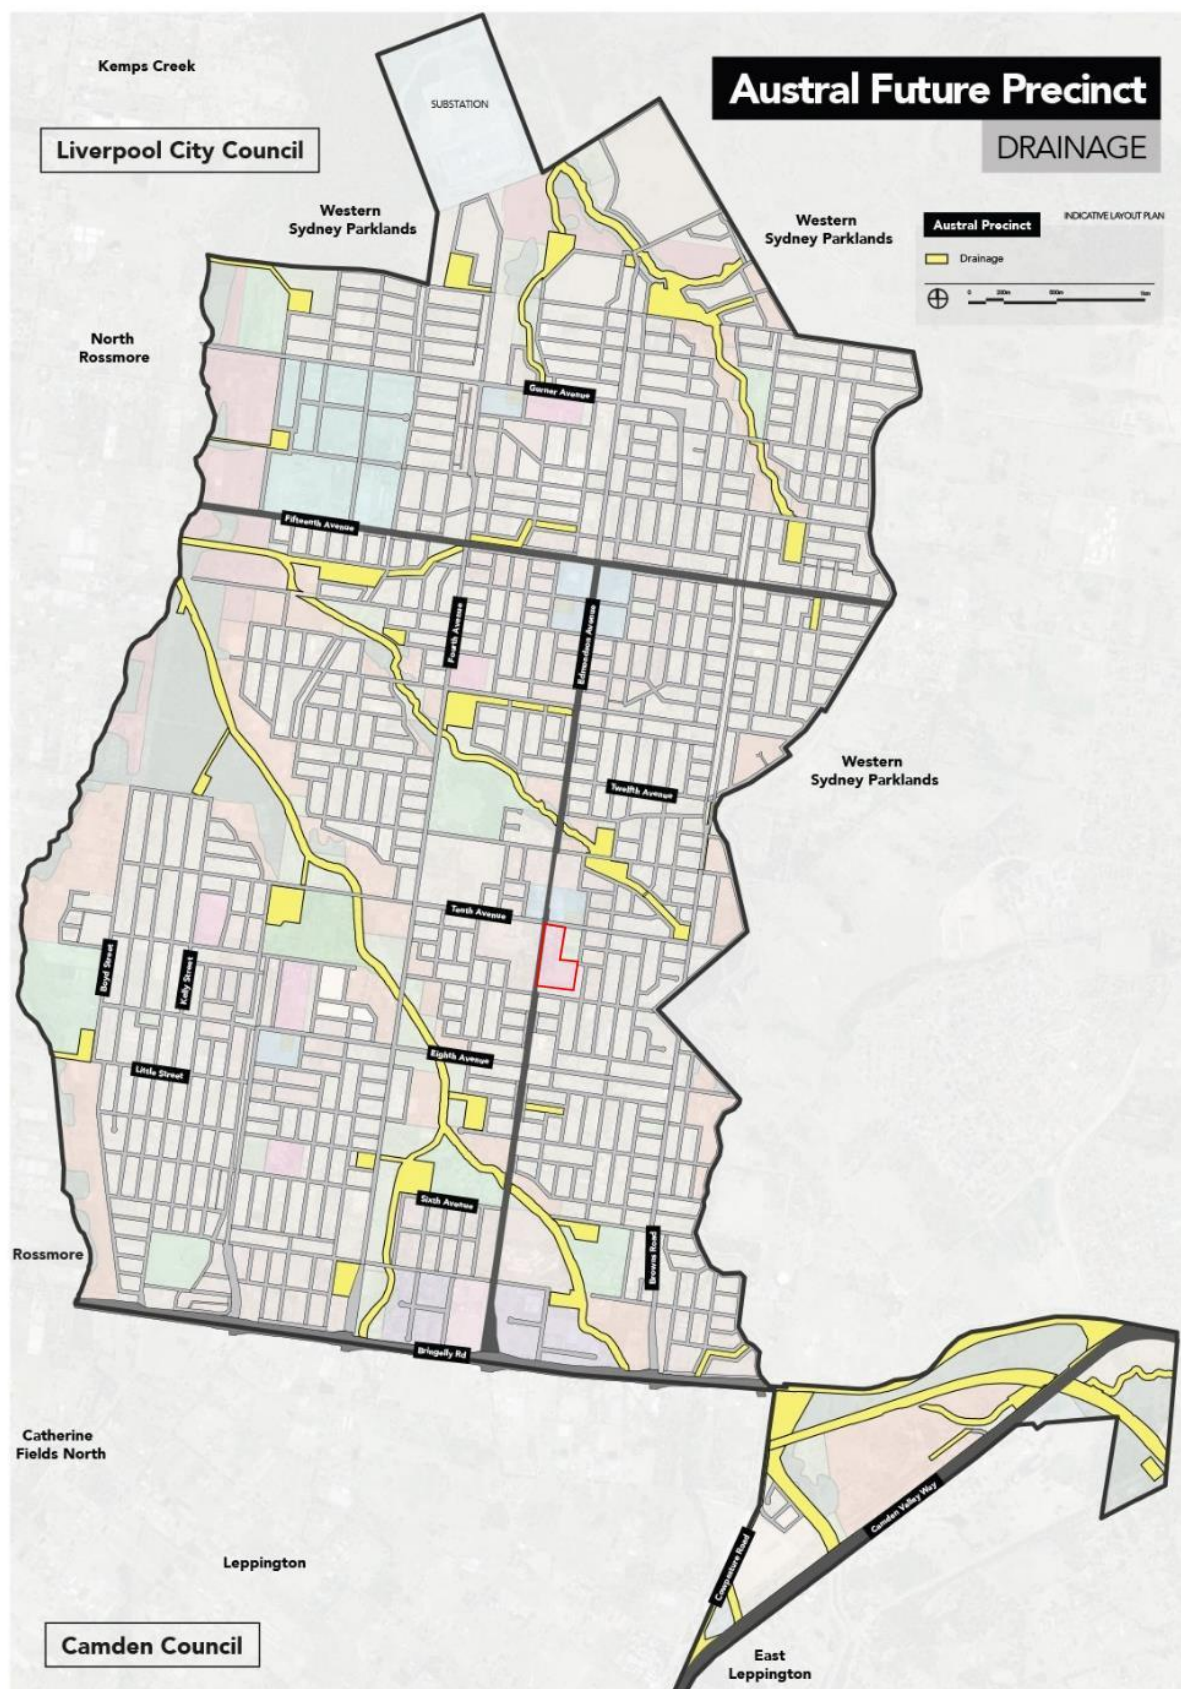 Kemps Creek
SUBSTATION
Austral Future Precinct
DRAINAGE
Liverpool City Council
Western
Sydney Parklands
Western
Sydney Parklands
Austral Precinct
INDICATIVE LAYOUT PLAN
Drainage
North
Rossmore
Gurner Avenue
Fifteenth Avenue
Fourth Avenue
Edmondson Avenue
Western
Sydney Parklands
Twelfth Avenue
Tenth Avenue
Boyd Street
Kelly Street
Eighth Avenue
Little Street
Sixth Avenue
Rossmore
Browns Road
Bringelly Rd
Catherine
Fields North
Camden Valley Way
Cowpasture Road
Leppington
Camden Council
East
Leppington